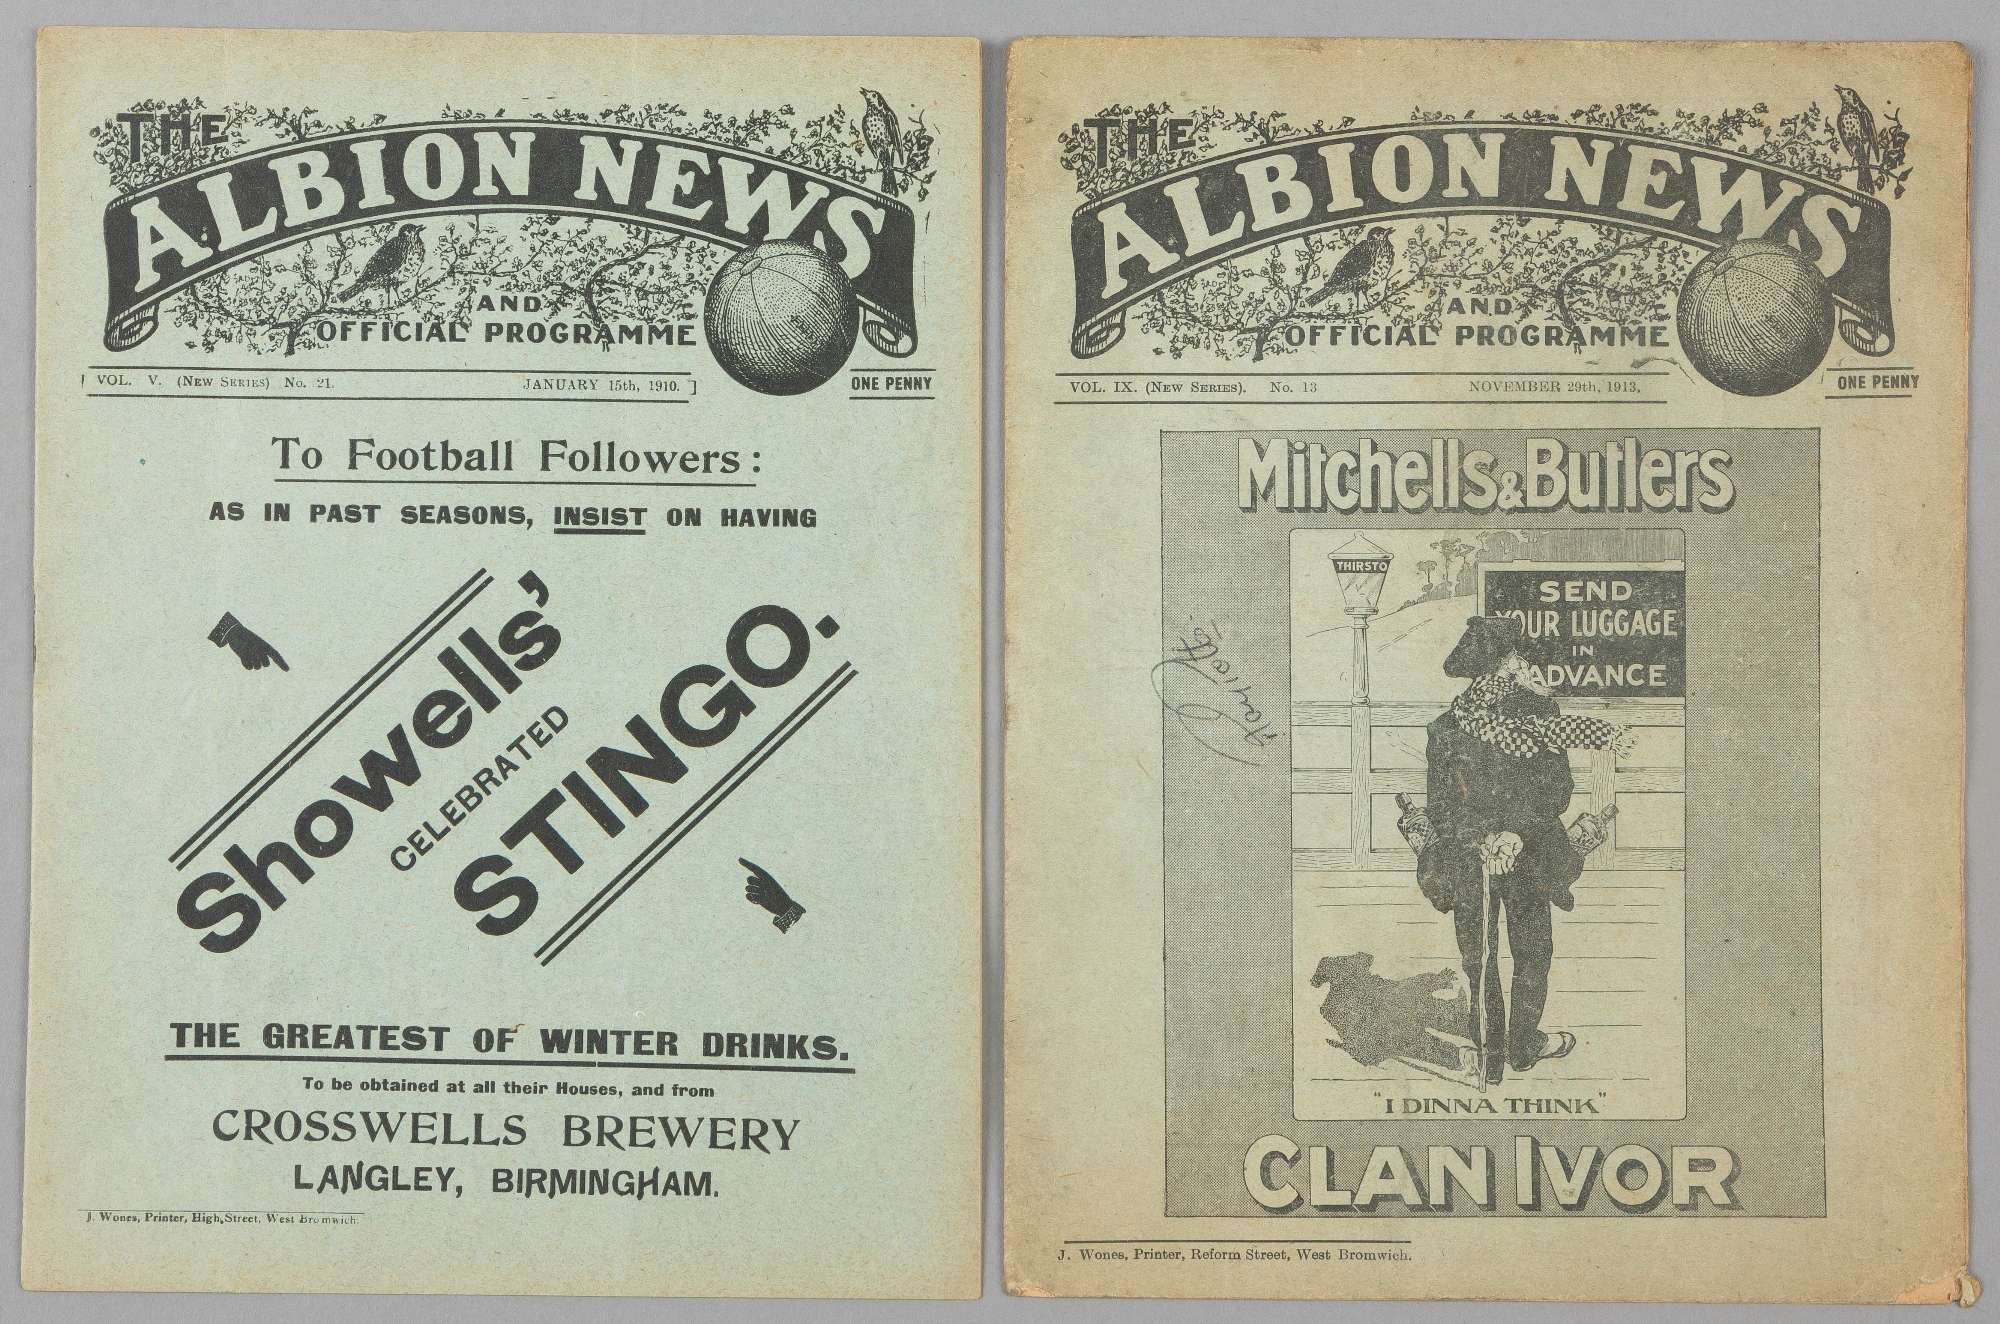 THE
ALBION NEWS
AND
OFFICIAL PROGRAMME
VOL. V. (NEW SERIES) No. 21. JANUARY 15th, 1910.
ONE PENNY
To Football Followers:
AS IN PAST SEASONS, INSIST ON HAVING
Showells'
CELEBRATED
STINGO.
THE GREATEST OF WINTER DRINKS.
To be obtained at all their Houses, and from
CROSSWELLS BREWERY
LANGLEY, BIRMINGHAM.
J. Wones, Printer, High Street, West Bromwich.
THE
ALBION NEWS
AND
OFFICIAL PROGRAMME
VOL. IX. (NEW SERIES). No. 13 NOVEMBER 29th, 1913.
ONE PENNY
Mitchells & Butlers
THIRSTO
SEND
YOUR LUGGAGE
IN
ADVANCE
"I DINNA THINK"
CLAN IVOR
J. Wones, Printer, Reform Street, West Bromwich.